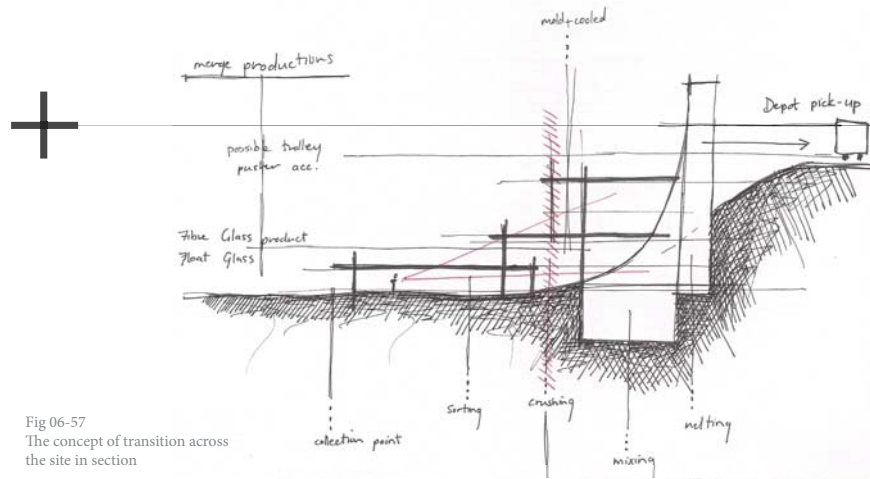 mold+cooled
merge productions
Depot pick-up
possible trolley
pusher acc.
Fibre Glass product
Float Glass
collection point
sorting
crushing
mixing
melting
Fig 06-57
The concept of transition across
the site in section